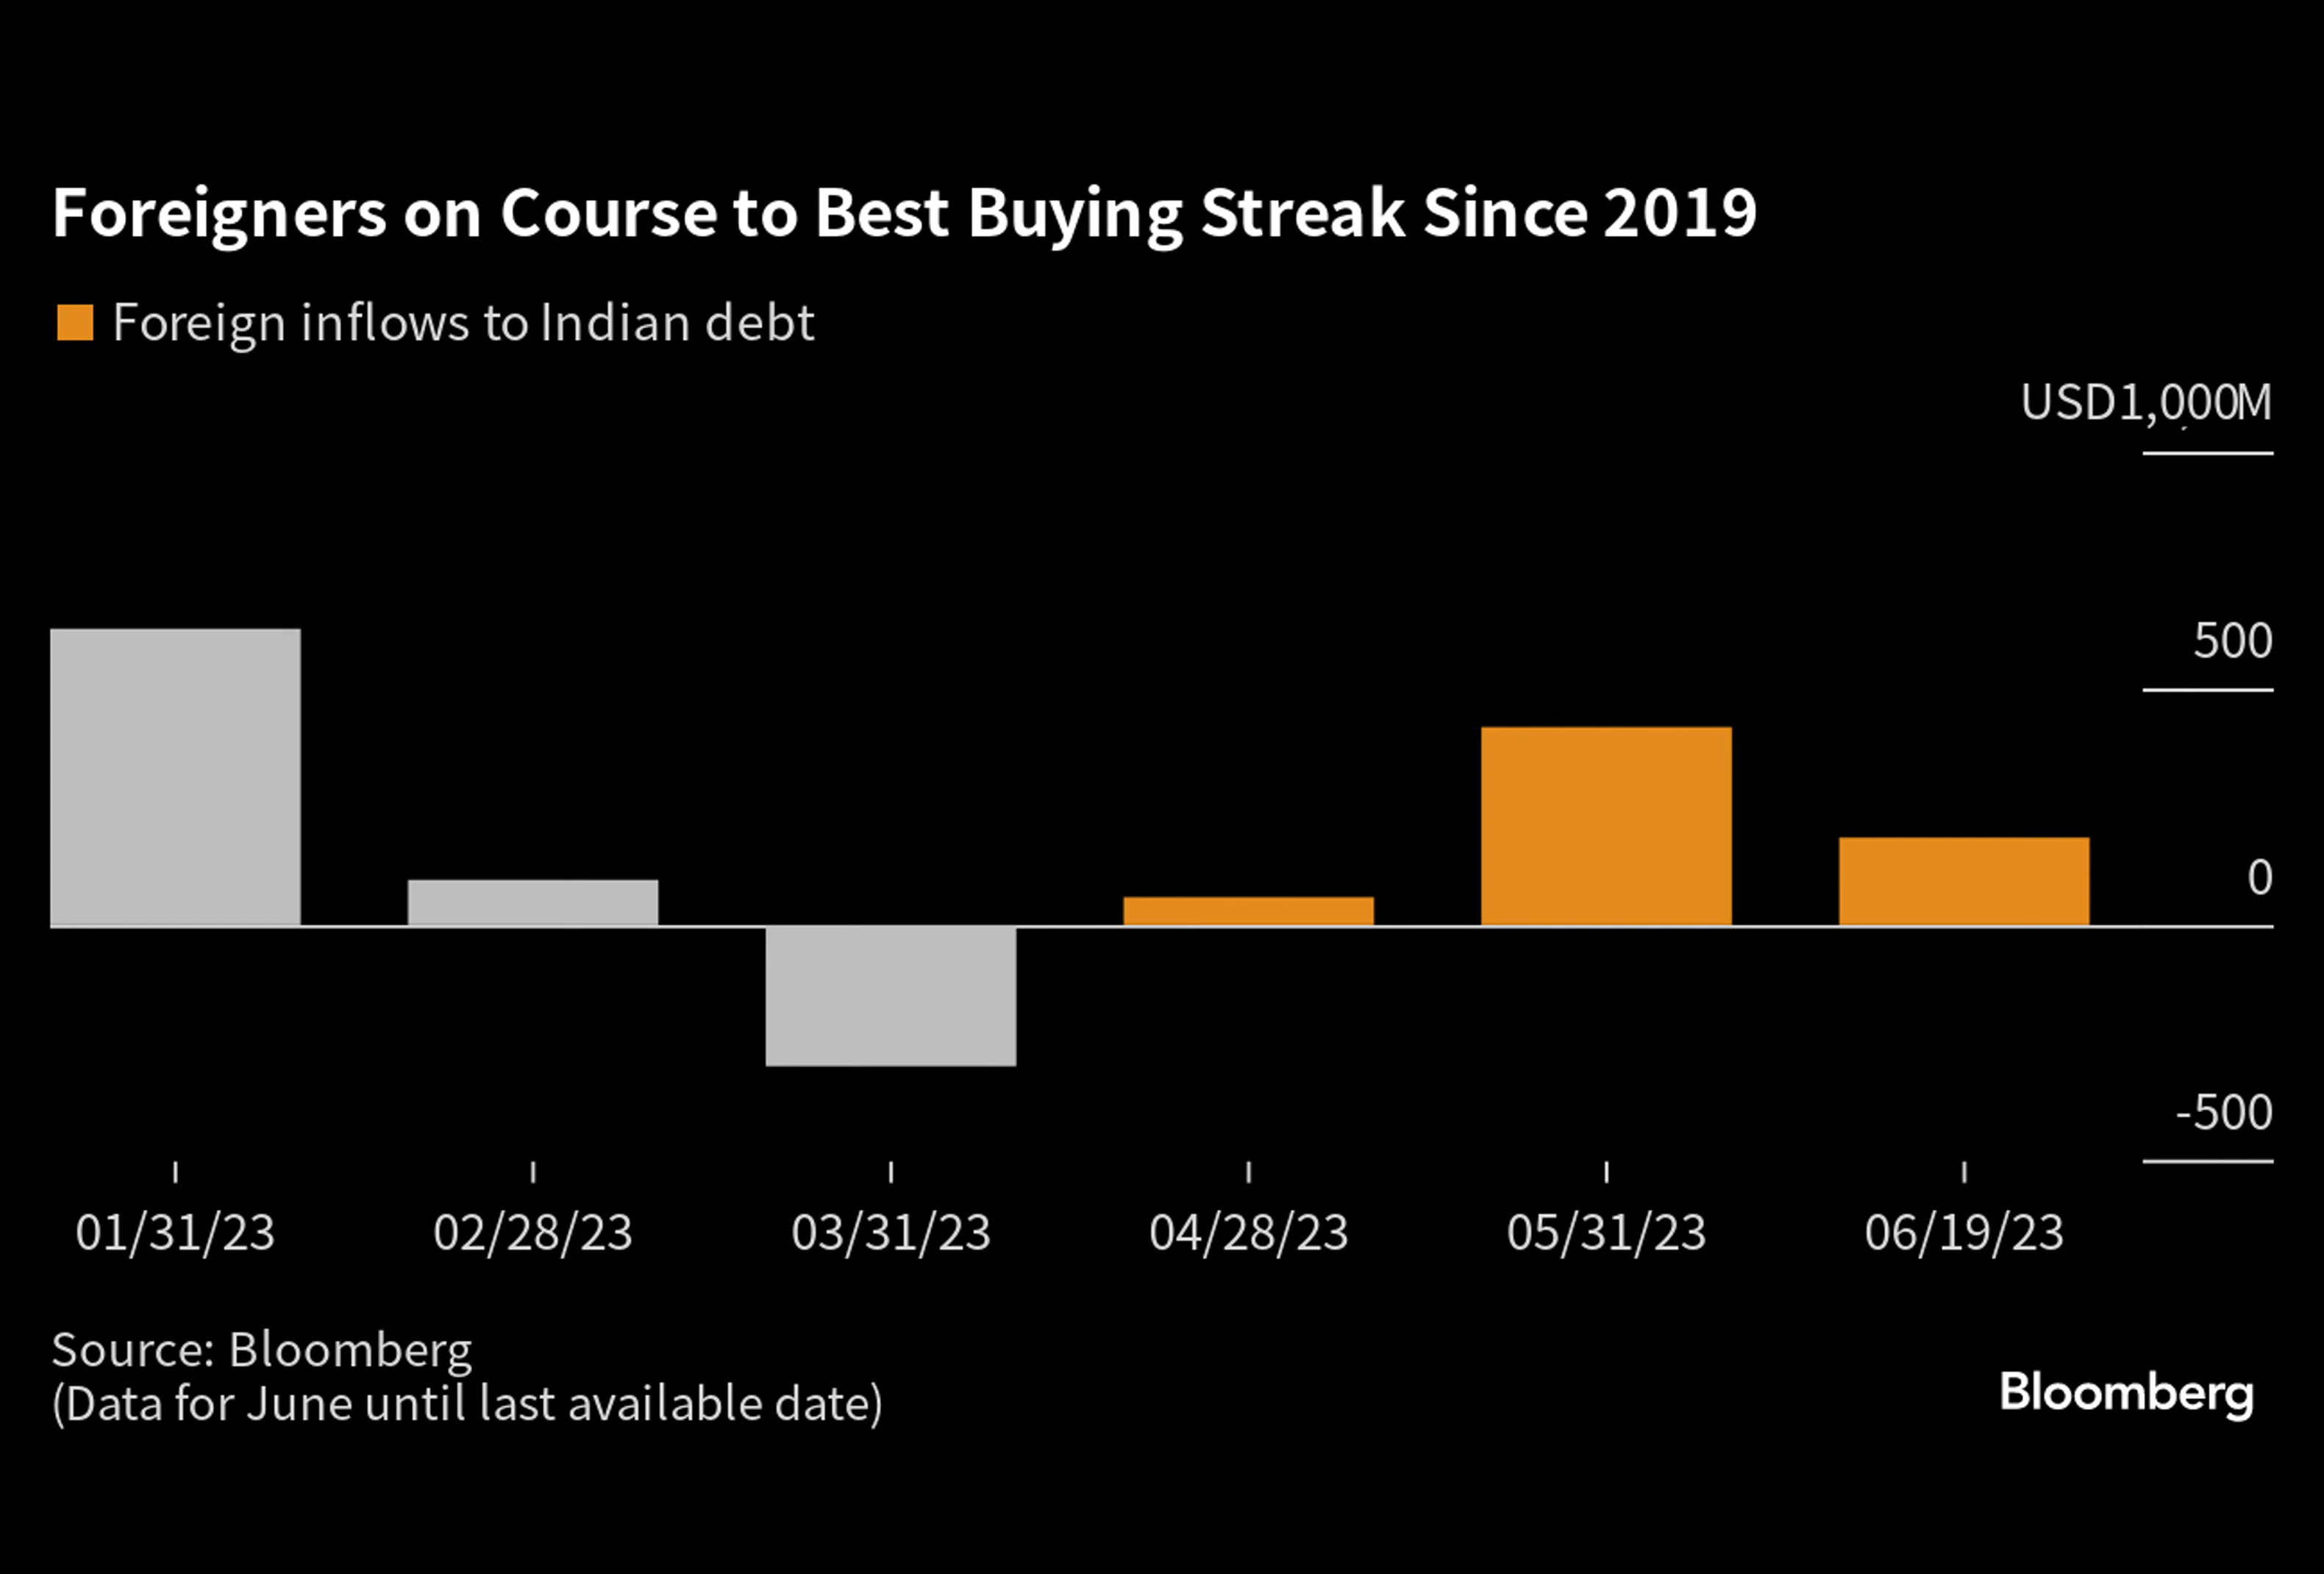 Foreigners on Course to Best Buying Streak Since 2019
Foreign inflows to Indian debt
USD1,000M
500
0
-500
01/31/23 02/28/23 03/31/23 04/28/23 05/31/23 06/19/23
Source: Bloomberg
(Data for June until last available date)
Bloomberg